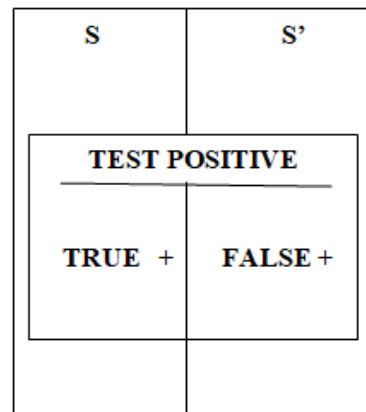 S S’
TEST POSITIVE
TRUE + FALSE +